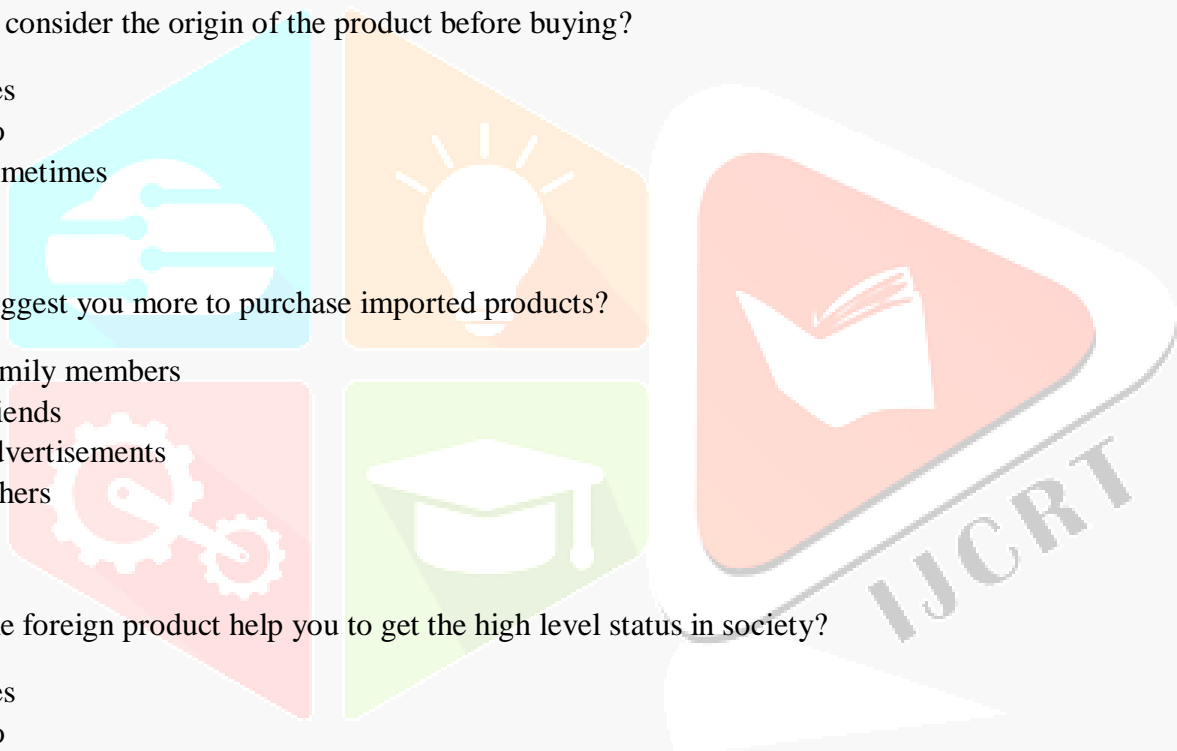 consider the origin of the product before buying?
es
o
metimes
ggest you more to purchase imported products?
mily members
iends
dvertisements
hers
e foreign product help you to get the high level status in society?
es
o
IJCRT